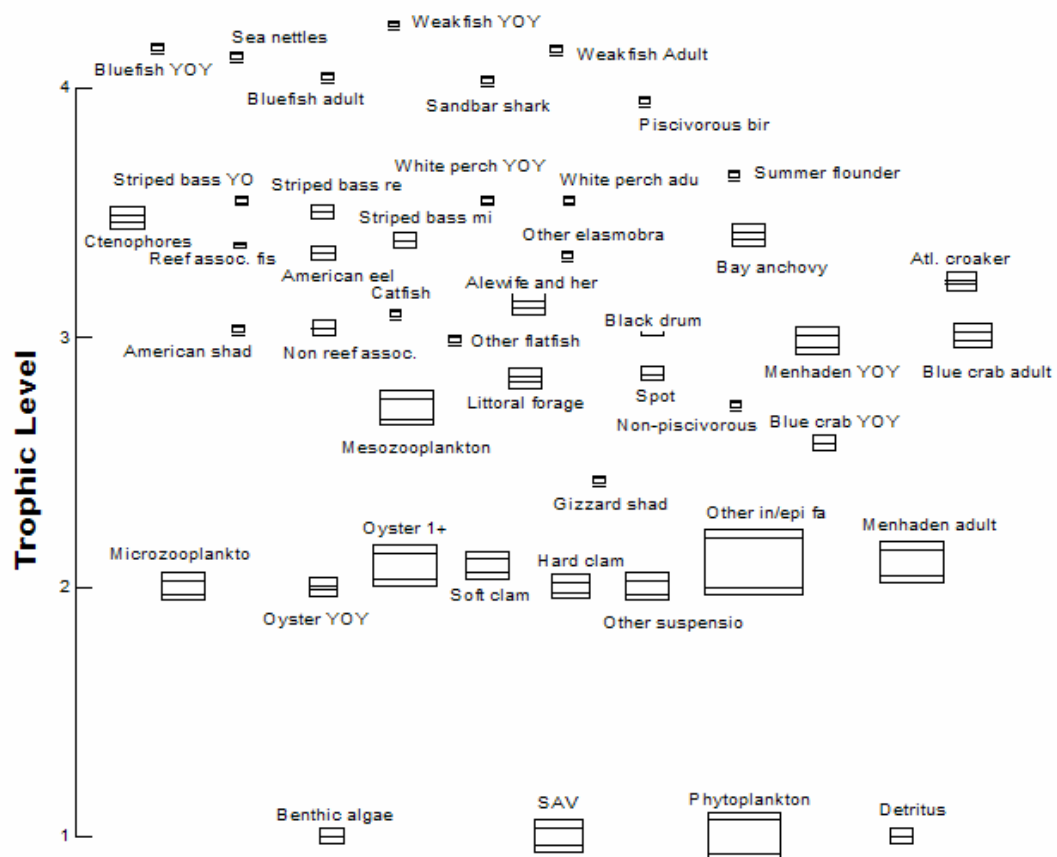 Weakfish YOY
Sea nettles
Weakfish Adult
Bluefish YOY
4
Bluefish adult
Sandbar shark
Piscivorous bir
White perch YOY
Summer flounder
Striped bass YO
Striped bass re
White perch adu
Striped bass mi
Ctenophores
Other elasmobra
Reef assoc. fis
Bay anchovy
Atl. croaker
American eel
Alewife and her
Catfish
Black drum
3
American shad
Non reef assoc.
Other flatfish
Menhaden YOY
Blue crab adult
Littoral forage
Spot
Non-piscivorous
Blue crab YOY
Mesozooplankton
Trophic Level
Gizzard shad
Other in/epi fa
Oyster 1+
Menhaden adult
Microzooplankto
Hard clam
2
Soft clam
Oyster YOY
Other suspensio
SAV
Phytoplankton
Benthic algae
Detritus
1